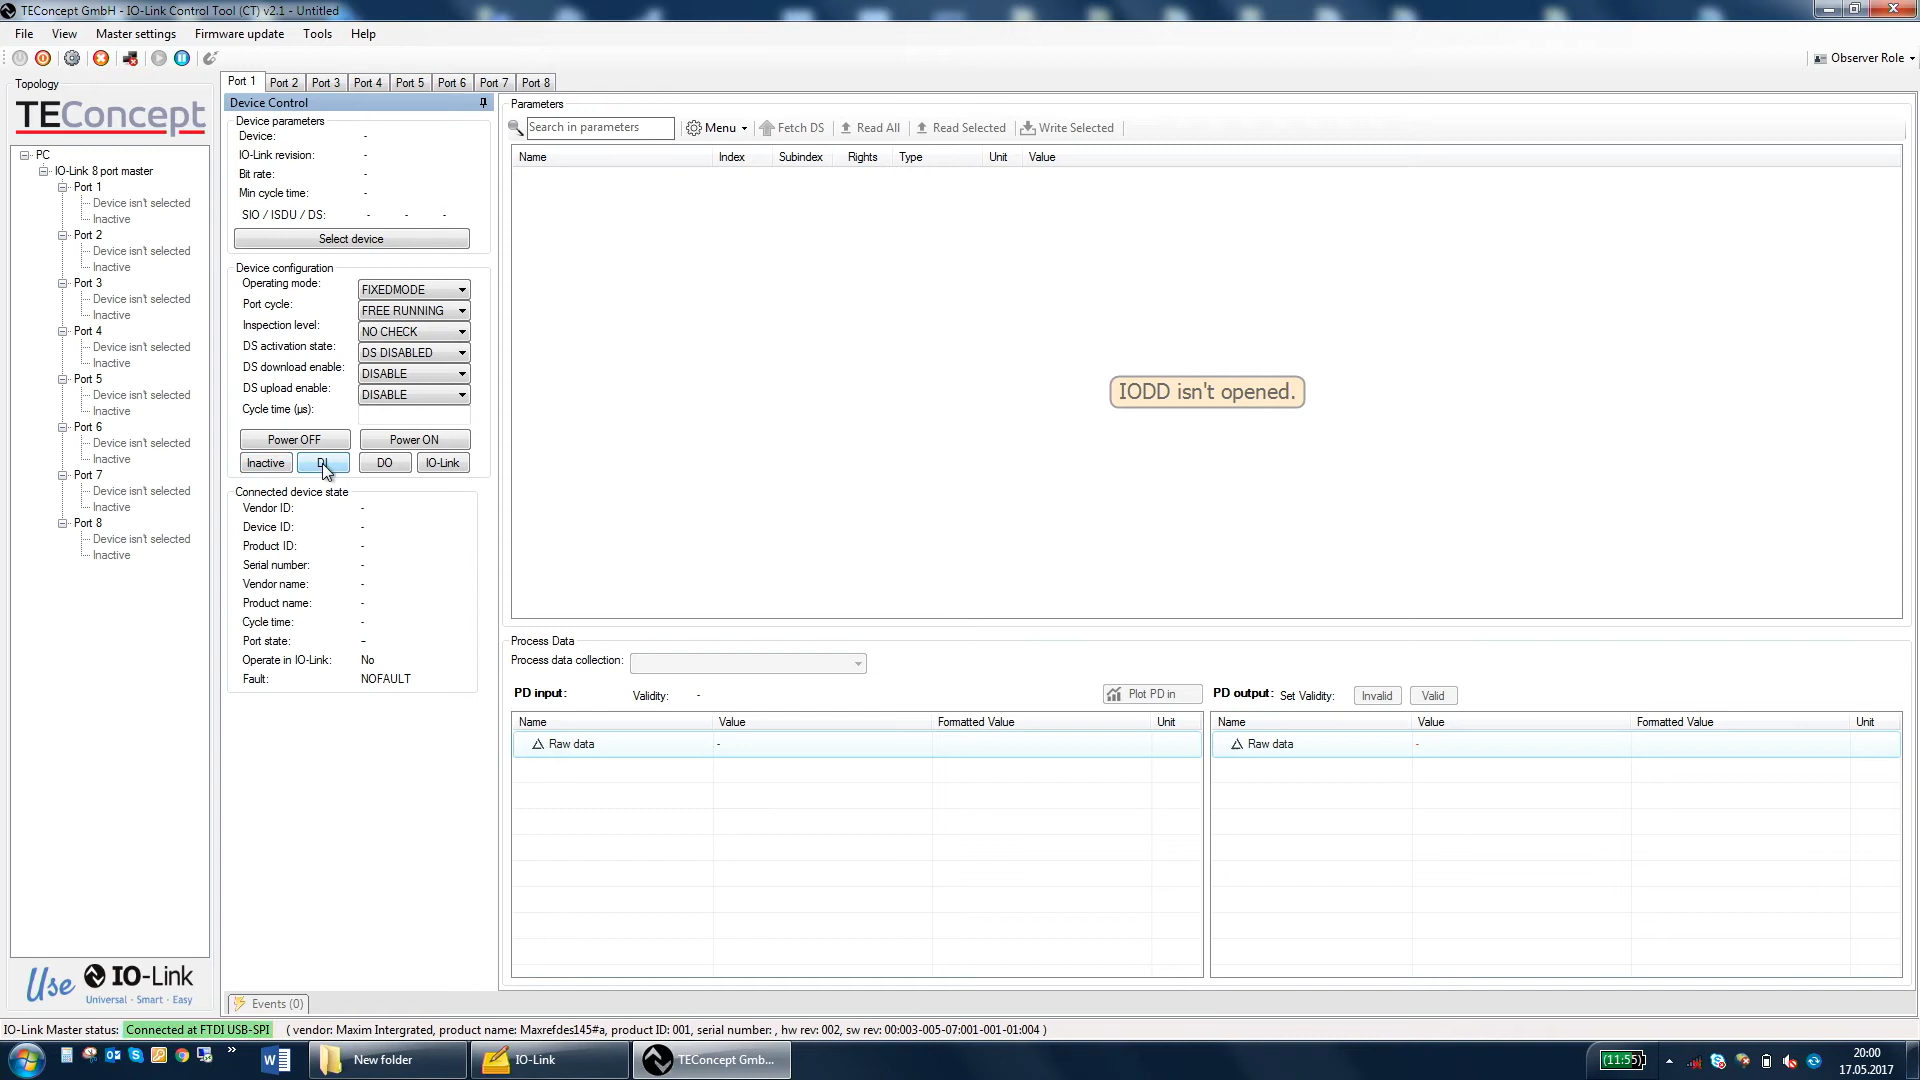 TEConcept GmbH - IO-Link Control Tool (CT) v2.1 - Untitled
File View Master settings Firmware update Tools Help
Observer Role
Topology
TEConcept
PC
IO-Link 8 port master
Port 1
Device isn't selected
Inactive
Port 2
Device isn't selected
Inactive
Port 3
Device isn't selected
Inactive
Port 4
Device isn't selected
Inactive
Port 5
Device isn't selected
Inactive
Port 6
Device isn't selected
Inactive
Port 7
Device isn't selected
Inactive
Port 8
Device isn't selected
Inactive
Use IO-Link
Universal · Smart · Easy
Port 1 Port 2 Port 3 Port 4 Port 5 Port 6 Port 7 Port 8
Device Control
Device parameters
Device: -
IO-Link revision: -
Bit rate: -
Min cycle time: -
SIO / ISDU / DS: - - -
Select device
Device configuration
Operating mode: FIXEDMODE
Port cycle: FREE RUNNING
Inspection level: NO CHECK
DS activation state: DS DISABLED
DS download enable: DISABLE
DS upload enable: DISABLE
Cycle time (µs):
Power OFF Power ON
Inactive DI DO IO-Link
Connected device state
Vendor ID: -
Device ID: -
Product ID: -
Serial number: -
Vendor name: -
Product name: -
Cycle time: -
Port state: -
Operate in IO-Link: No
Fault: NOFAULT
Events (0)
Parameters
Search in parameters Menu Fetch DS Read All Read Selected Write Selected
Name Index Subindex Rights Type Unit Value
IODD isn't opened.
Process Data
Process data collection:
PD input: Validity: - Plot PD in
Name Value Formatted Value Unit
Raw data -
PD output: Set Validity: Invalid Valid
Name Value Formatted Value Unit
Raw data -
IO-Link Master status: Connected at FTDI USB-SPI ( vendor: Maxim Intergrated, product name: Maxrefdes145#a, product ID: 001, serial number: , hw rev: 002, sw rev: 00:003-005-07:001-001-01:004 )
New folder IO-Link TEConcept Gmb...
(11:55)
20:00
17.05.2017